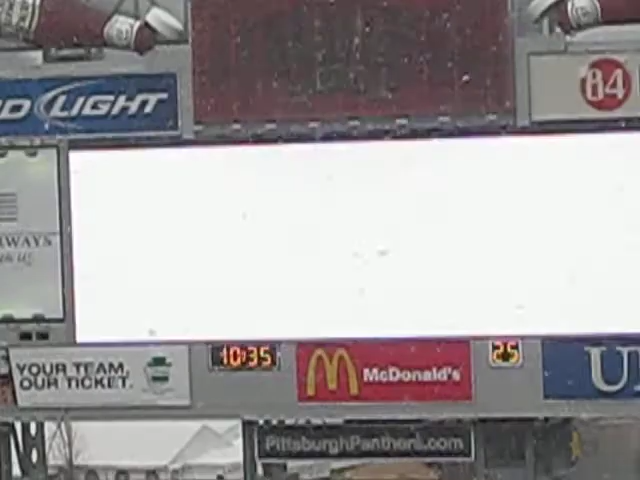 D LIGHT
84
WAYS
YOUR TEAM.
OUR TICKET.
10:35
McDonald's
25
U
PittsburghPanthers.com